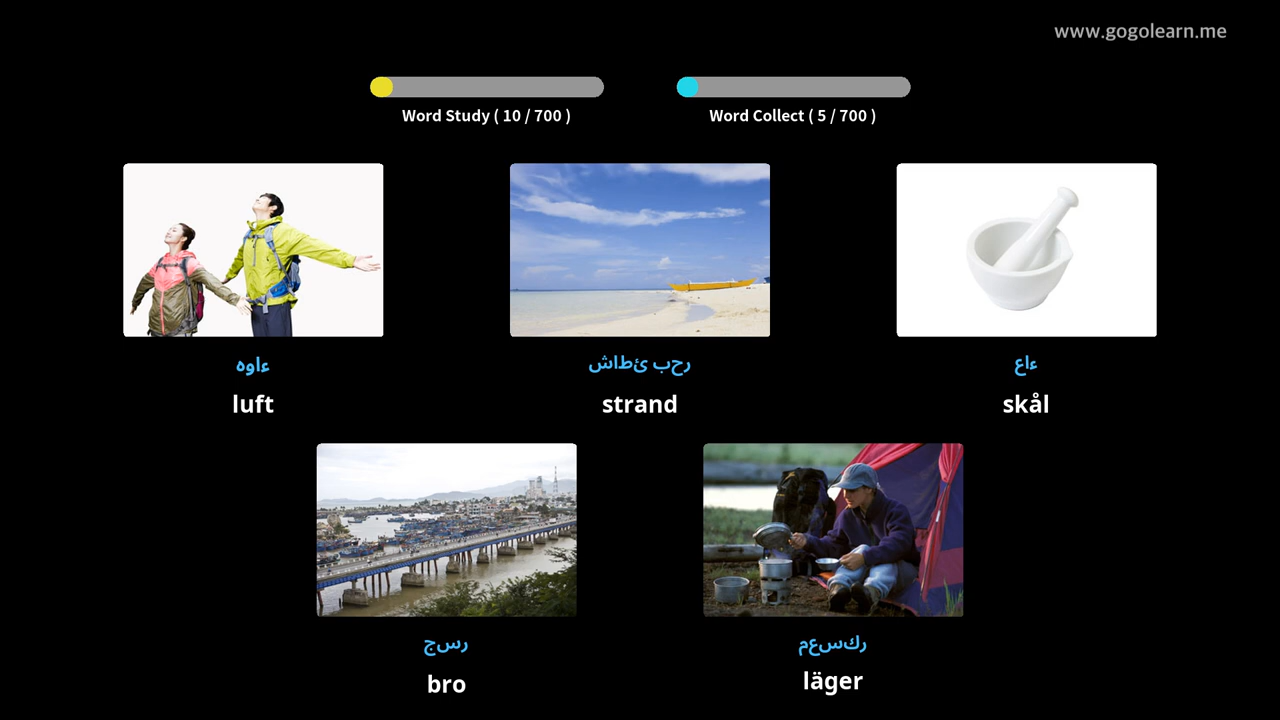 www.gogolearn.me
Word Study ( 10 / 700 )
Word Collect ( 5 / 700 )
ءاوه
luft
رحب ئطاش
strand
ءاع
skål
رسج
bro
ركسعم
läger